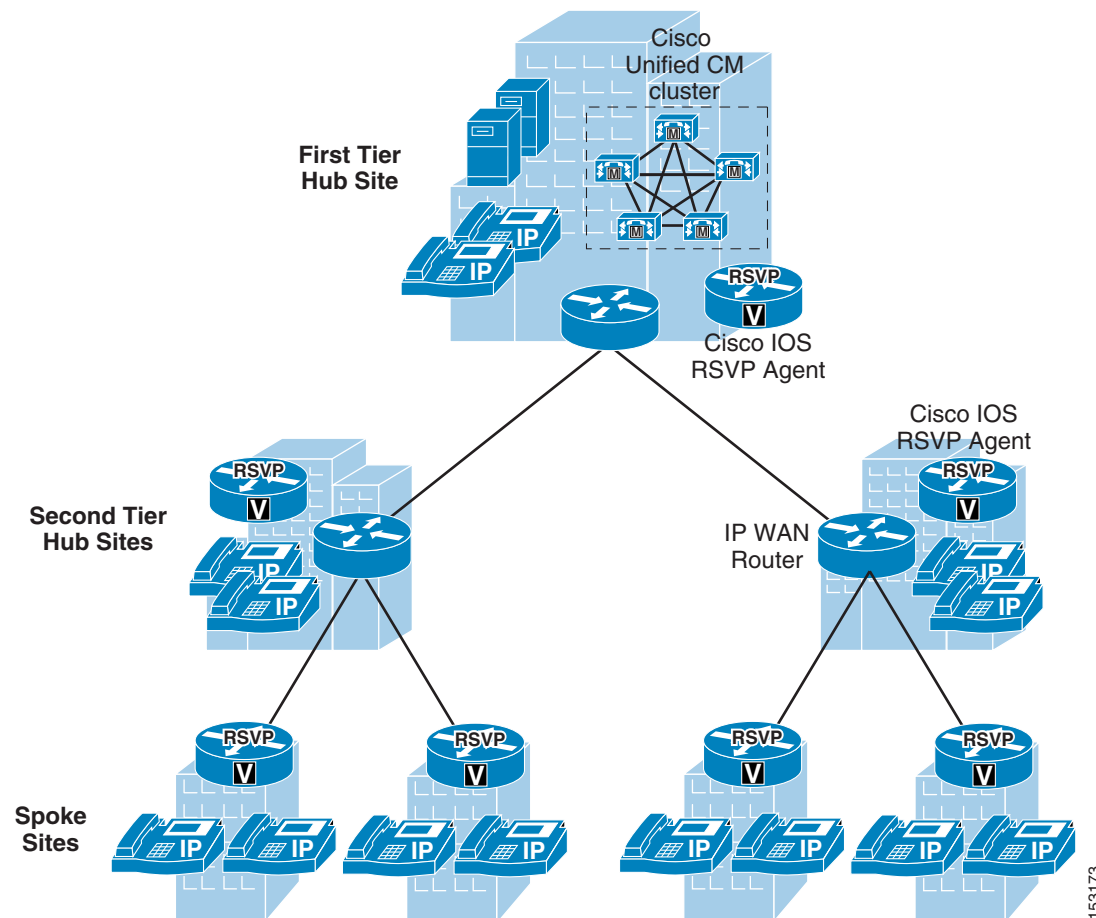 Cisco
Unified CM
cluster
M
M
M
M
M
First Tier
Hub Site
IP
IP
RSVP
V
Cisco IOS
RSVP Agent
Cisco IOS
RSVP Agent
RSVP
V
RSVP
V
Second Tier
Hub Sites
IP WAN
Router
IP
IP
IP
IP
RSVP
V
RSVP
V
RSVP
V
RSVP
V
Spoke
Sites
IP
IP
IP
IP
IP
IP
IP
IP
153173